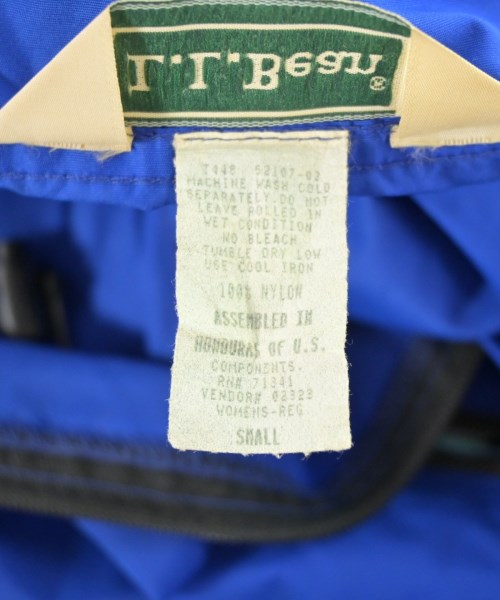 L.L.Bean®
T448 52107-02
MACHINE WASH COLD
SEPARATELY.DO NOT
LEAVE ROLLED IN
WET CONDITION
NO BLEACH
TUMBLE DRY LOW
USE COOL IRON
100% NYLON
ASSEMBLED IN
HONDURAS OF U.S.
COMPONENTS.
RN# 71341
VENDOR# 02323
WOMENS-REG
SMALL